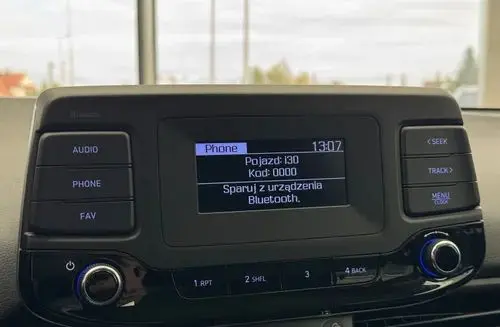 AUDIO
PHONE
FAV
Phone 13:07
Pojazd: i30
Kod: 0000
Sparuj z urządzenia
Bluetooth.
< SEEK
TRACK >
MENU
CLOCK
1 RPT
2 SHFL
3
4 BACK